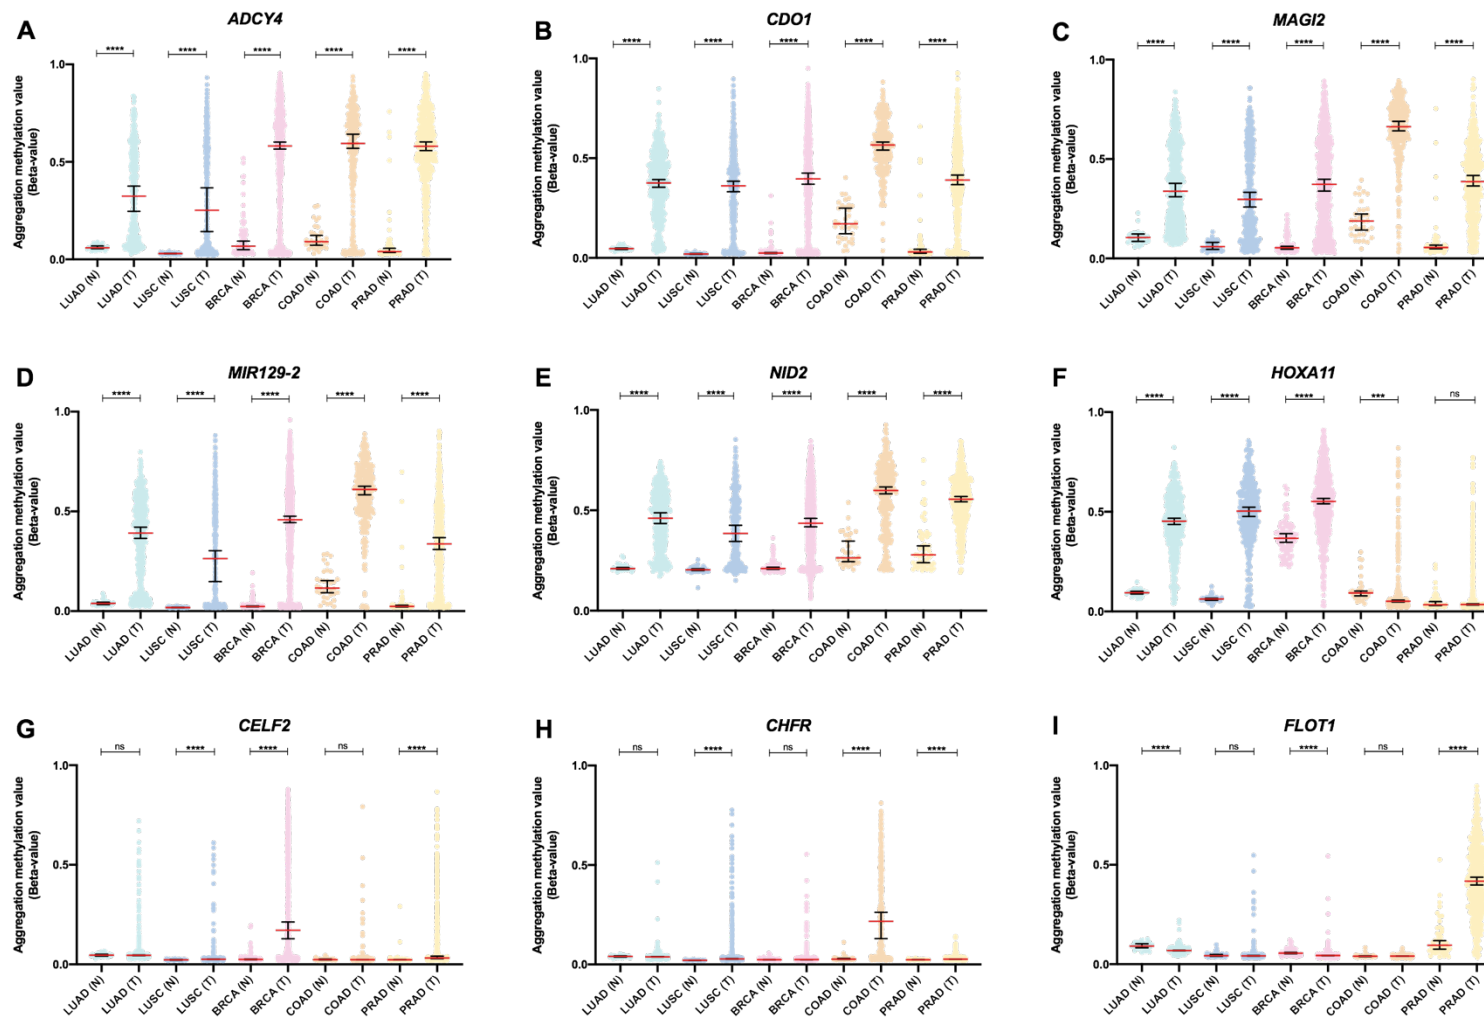 A
ADCY4
**** **** **** **** ****
Aggregation methylation value
(Beta-value)
1.0
0.5
0.0
LUAD (N) LUAD (T) LUSC (N) LUSC (T) BRCA (N) BRCA (T) COAD (N) COAD (T) PRAD (N) PRAD (T)
B
CDO1
**** **** **** **** ****
Aggregation methylation value
(Beta-value)
1.0
0.5
0.0
LUAD (N) LUAD (T) LUSC (N) LUSC (T) BRCA (N) BRCA (T) COAD (N) COAD (T) PRAD (N) PRAD (T)
C
MAGI2
**** **** **** **** ****
Aggregation methylation value
(Beta-value)
1.0
0.5
0.0
LUAD (N) LUAD (T) LUSC (N) LUSC (T) BRCA (N) BRCA (T) COAD (N) COAD (T) PRAD (N) PRAD (T)
D
MIR129-2
**** **** **** **** ****
Aggregation methylation value
(Beta-value)
1.0
0.5
0.0
LUAD (N) LUAD (T) LUSC (N) LUSC (T) BRCA (N) BRCA (T) COAD (N) COAD (T) PRAD (N) PRAD (T)
E
NID2
**** **** **** **** ****
Aggregation methylation value
(Beta-value)
1.0
0.5
0.0
LUAD (N) LUAD (T) LUSC (N) LUSC (T) BRCA (N) BRCA (T) COAD (N) COAD (T) PRAD (N) PRAD (T)
F
HOXA11
**** **** **** *** ns
Aggregation methylation value
(Beta-value)
1.0
0.5
0.0
LUAD (N) LUAD (T) LUSC (N) LUSC (T) BRCA (N) BRCA (T) COAD (N) COAD (T) PRAD (N) PRAD (T)
G
CELF2
ns **** **** ns ****
Aggregation methylation value
(Beta-value)
1.0
0.5
0.0
LUAD (N) LUAD (T) LUSC (N) LUSC (T) BRCA (N) BRCA (T) COAD (N) COAD (T) PRAD (N) PRAD (T)
H
CHFR
ns **** ns **** ****
Aggregation methylation value
(Beta-value)
1.0
0.5
0.0
LUAD (N) LUAD (T) LUSC (N) LUSC (T) BRCA (N) BRCA (T) COAD (N) COAD (T) PRAD (N) PRAD (T)
I
FLOT1
**** ns **** ns ****
Aggregation methylation value
(Beta-value)
1.0
0.5
0.0
LUAD (N) LUAD (T) LUSC (N) LUSC (T) BRCA (N) BRCA (T) COAD (N) COAD (T) PRAD (N) PRAD (T)